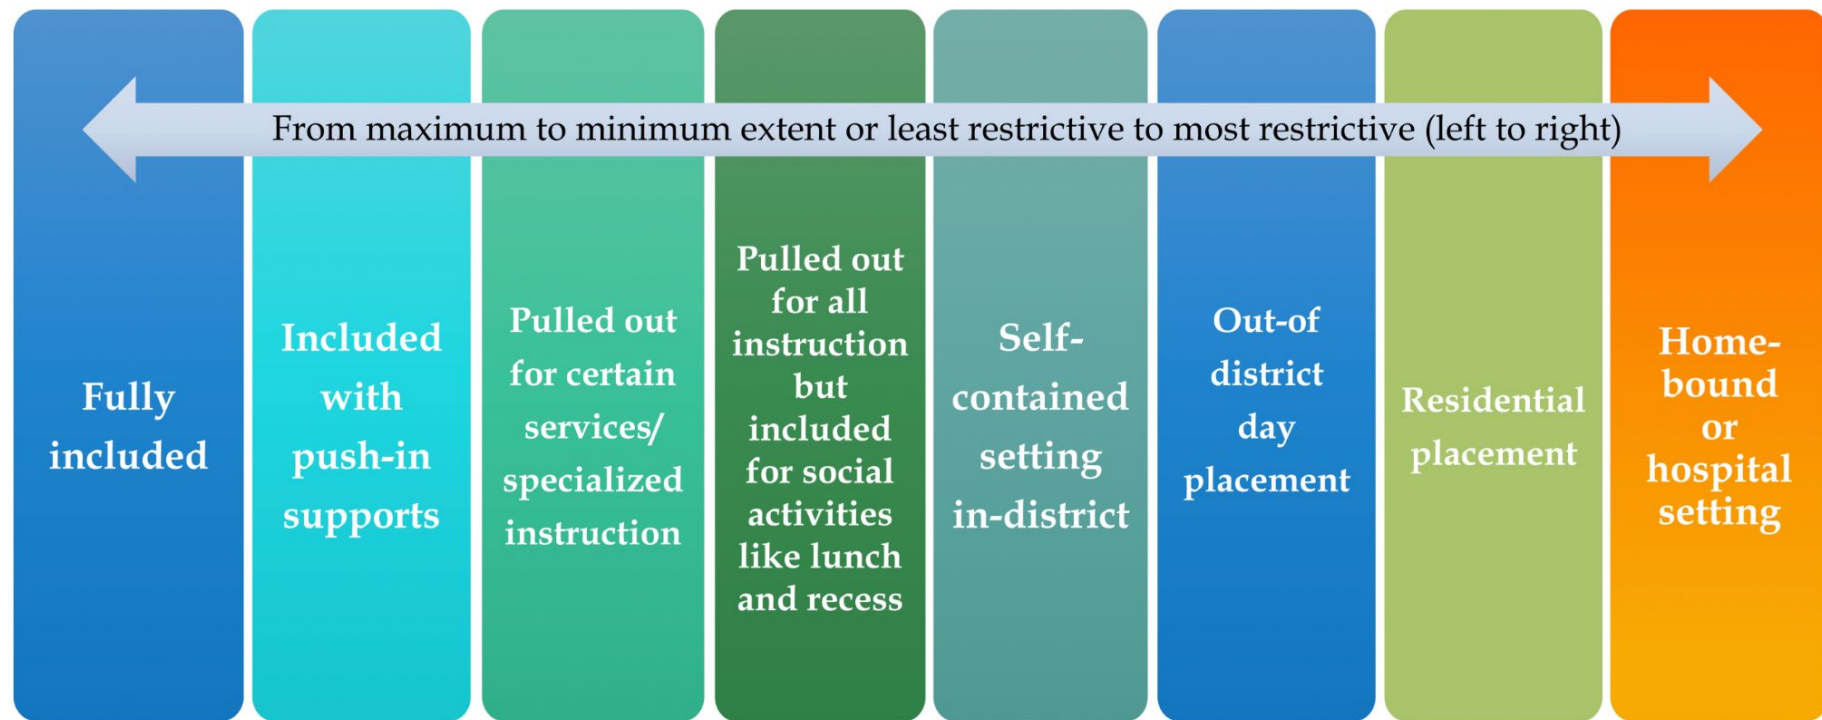 From maximum to minimum extent or least restrictive to most restrictive (left to right)
Fully
included
Included
with
push-in
supports
Pulled out
for certain
services/
specialized
instruction
Pulled out
for all
instruction
but
included
for social
activities
like lunch
and recess
Self-
contained
setting
in-district
Out-of
district
day
placement
Residential
placement
Home-
bound
or
hospital
setting